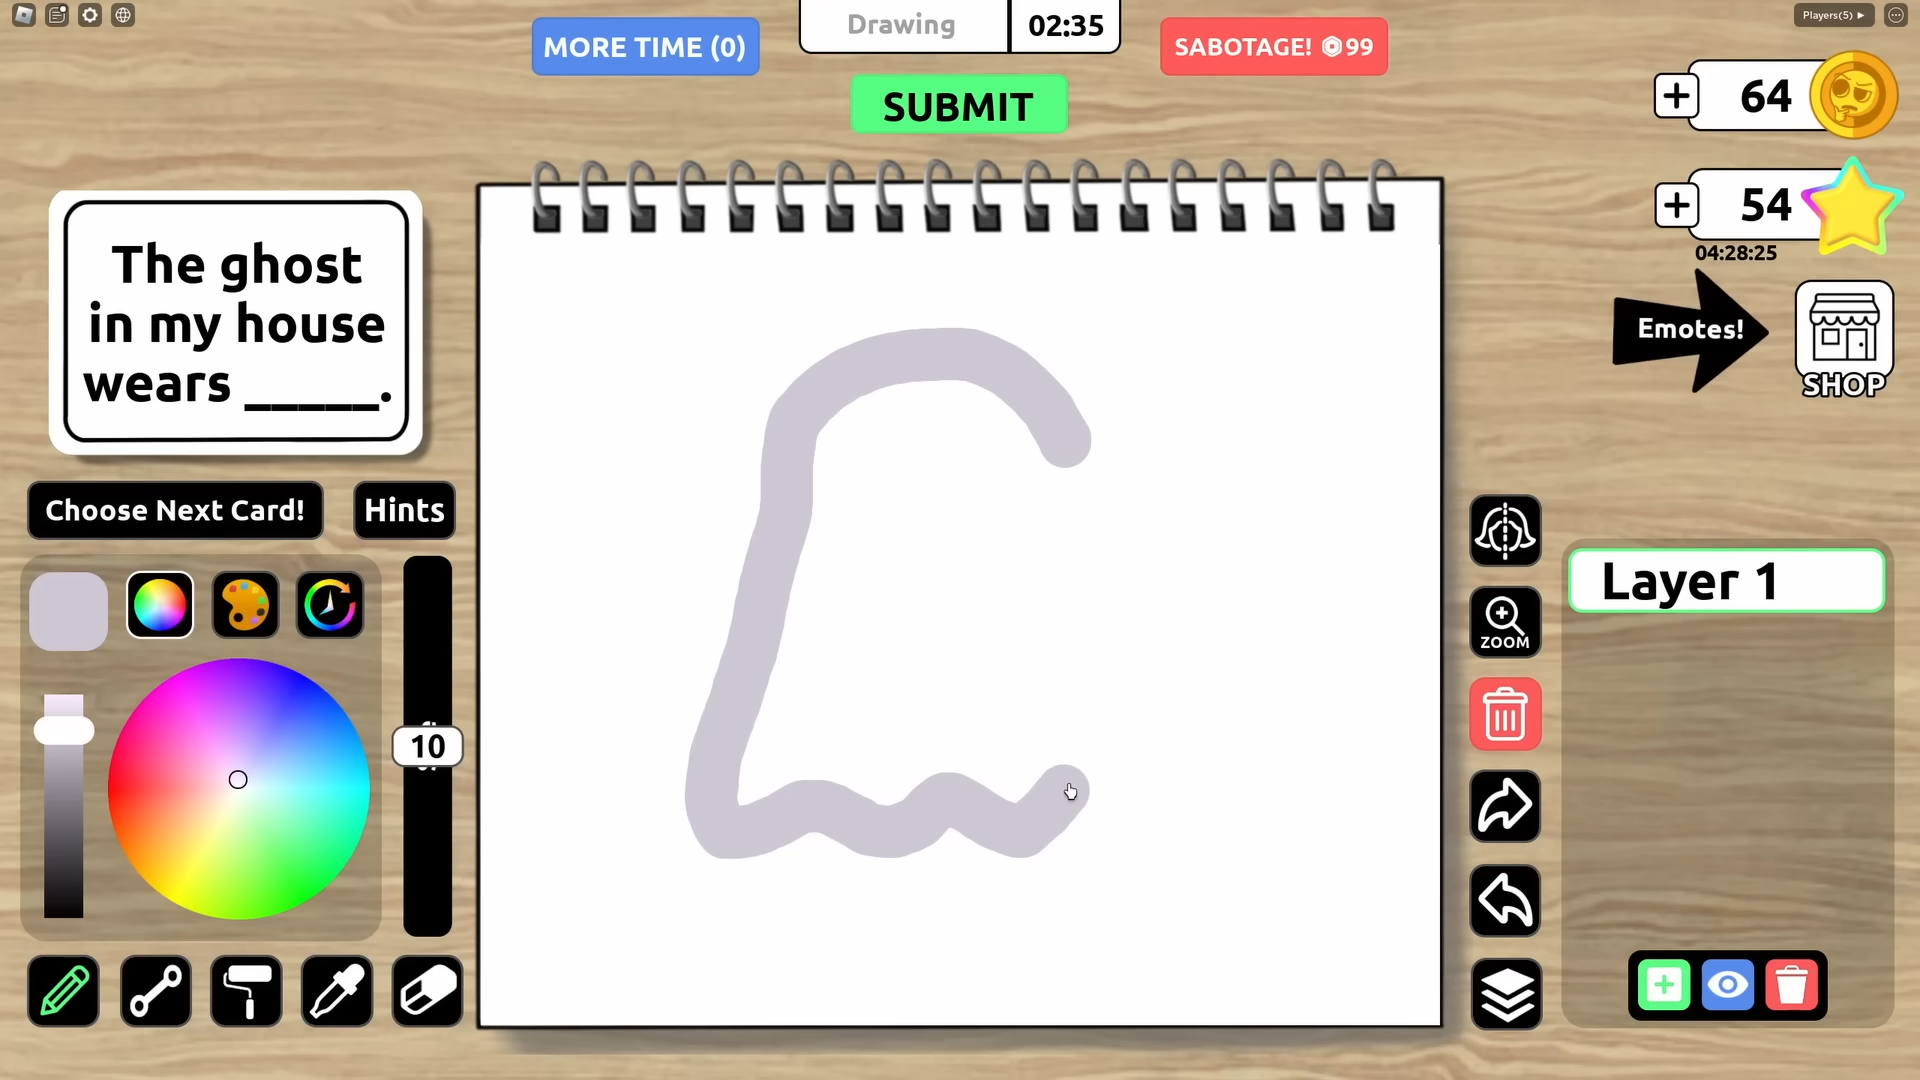 Players(5)
Drawing
02:35
MORE TIME (0)
SABOTAGE! 99
SUBMIT
64
54
04:28:25
Emotes!
SHOP
The ghost
in my house
wears _____.
Choose Next Card!
Hints
10
ZOOM
Layer 1